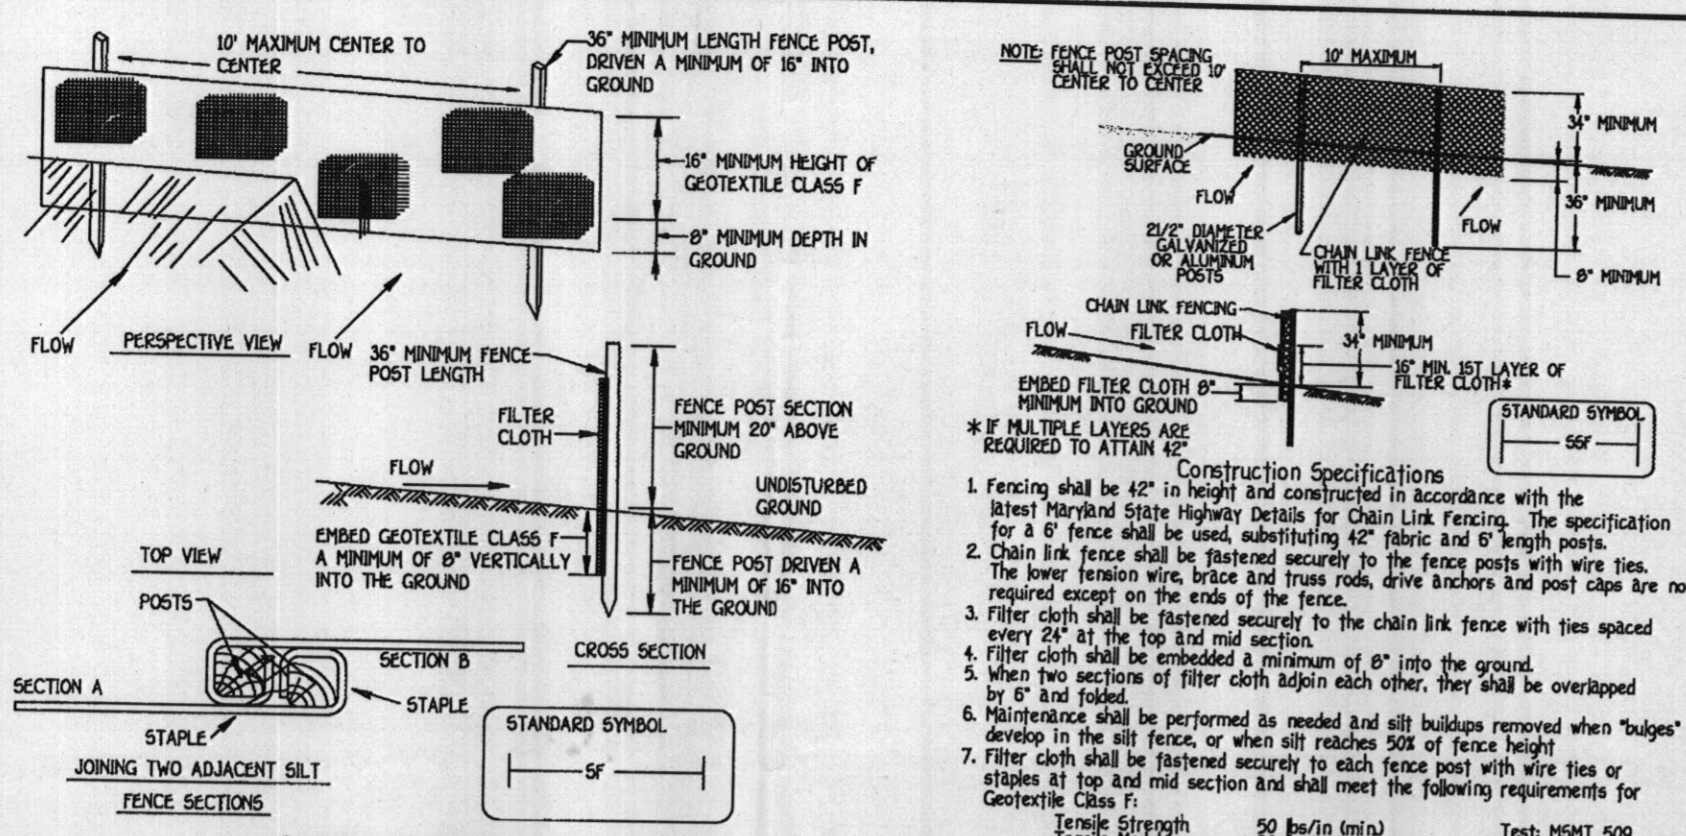 10' MAXIMUM CENTER TO
CENTER
36" MINIMUM LENGTH FENCE POST,
DRIVEN A MINIMUM OF 16" INTO
GROUND
16" MINIMUM HEIGHT OF
GEOTEXTILE CLASS F
8" MINIMUM DEPTH IN
GROUND
FLOW
PERSPECTIVE VIEW
FLOW
36" MINIMUM FENCE
POST LENGTH
FILTER
CLOTH
FENCE POST SECTION
MINIMUM 20" ABOVE
GROUND
FLOW
UNDISTURBED
GROUND
EMBED GEOTEXTILE CLASS F
A MINIMUM OF 8" VERTICALLY
INTO THE GROUND
FENCE POST DRIVEN A
MINIMUM OF 16" INTO
THE GROUND
CROSS SECTION
TOP VIEW
POSTS
SECTION B
SECTION A
STAPLE
STAPLE
JOINING TWO ADJACENT SILT
FENCE SECTIONS
STANDARD SYMBOL
SF
NOTE: FENCE POST SPACING
SHALL NOT EXCEED 10'
CENTER TO CENTER
10' MAXIMUM
34" MINIMUM
GROUND
SURFACE
FLOW
36" MINIMUM
FLOW
21/2" DIAMETER
GALVANIZED
OR ALUMINUM
POSTS
CHAIN LINK FENCE
WITH 1 LAYER OF
FILTER CLOTH
8" MINIMUM
CHAIN LINK FENCING
FLOW
FILTER CLOTH
34" MINIMUM
16" MIN. 1ST LAYER OF
FILTER CLOTH*
EMBED FILTER CLOTH 8"
MINIMUM INTO GROUND
* IF MULTIPLE LAYERS ARE
REQUIRED TO ATTAIN 42"
STANDARD SYMBOL
SSF
Construction Specifications
1. Fencing shall be 42" in height and constructed in accordance with the
latest Maryland State Highway Details for Chain Link Fencing. The specification
for a 6' fence shall be used, substituting 42" fabric and 6' length posts.
2. Chain link fence shall be fastened securely to the fence posts with wire ties.
The lower tension wire, brace and truss rods, drive anchors and post caps are no
required except on the ends of the fence.
3. Filter cloth shall be fastened securely to the chain link fence with ties spaced
every 24" at the top and mid section.
4. Filter cloth shall be embedded a minimum of 8" into the ground.
5. When two sections of filter cloth adjoin each other, they shall be overlapped
by 6" and folded.
6. Maintenance shall be performed as needed and silt buildups removed when "bulges"
develop in the silt fence, or when silt reaches 50% of fence height
7. Filter cloth shall be fastened securely to each fence post with wire ties or
staples at top and mid section and shall meet the following requirements for
Geotextile Class F:
Tensile Strength 50 lbs/in (min) Test: MSMT 509